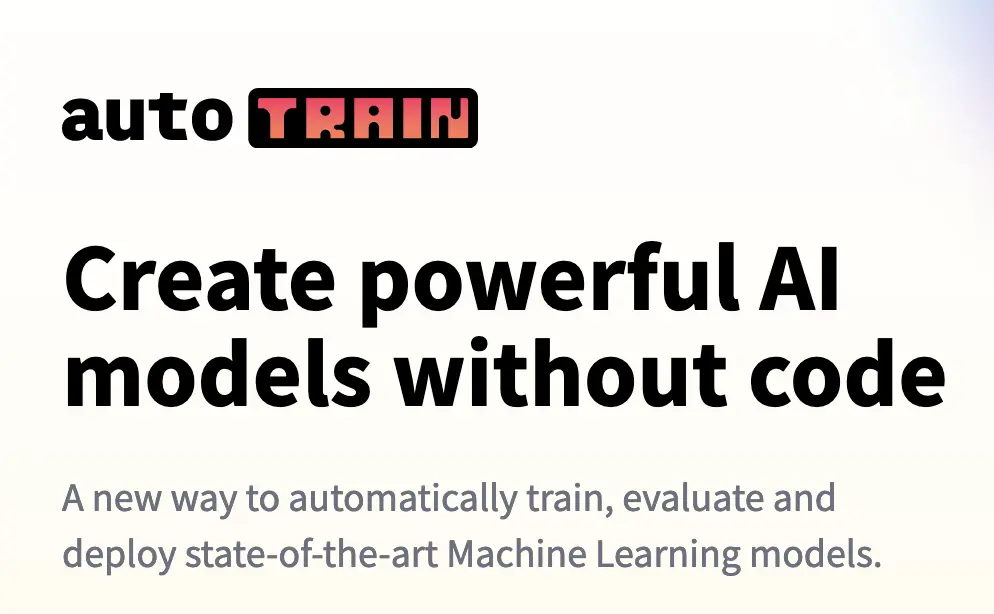 auto TRAIN
Create powerful AI
models without code
A new way to automatically train, evaluate and
deploy state-of-the-art Machine Learning models.